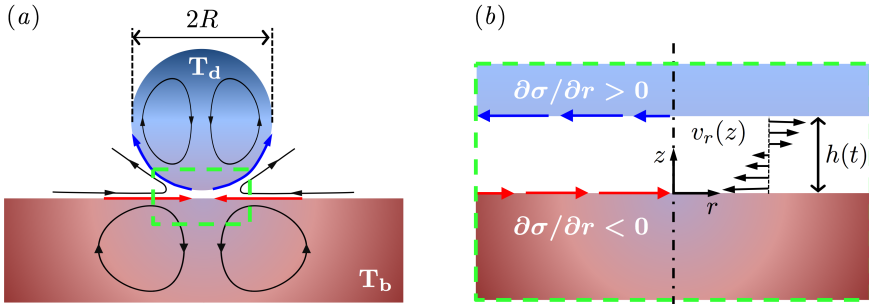 (a)
2R
T_d
T_b
(b)
∂σ/∂r > 0
v_r(z)
z
h(t)
r
∂σ/∂r < 0